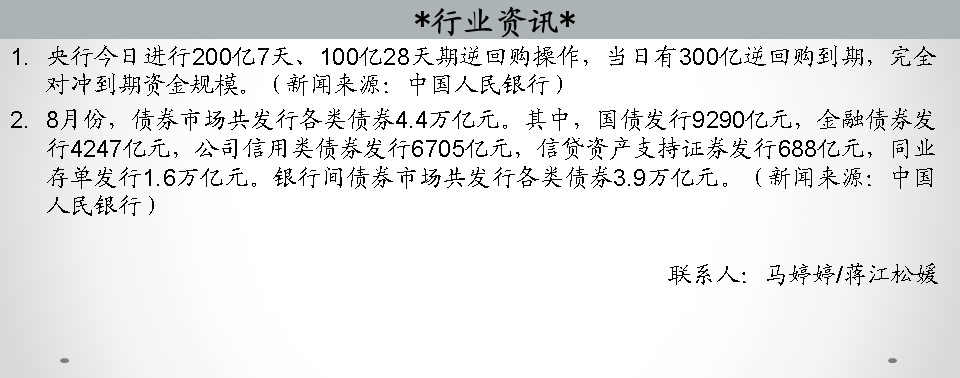 *行业资讯*
1. 央行今日进行200亿7天、100亿28天期逆回购操作，当日有300亿逆回购到期，完全
对冲到期资金规模。（新闻来源：中国人民银行）
2. 8月份，债券市场共发行各类债券4.4万亿元。其中，国债发行9290亿元，金融债券发
行4247亿元，公司信用类债券发行6705亿元，信贷资产支持证券发行688亿元，同业
存单发行1.6万亿元。银行间债券市场共发行各类债券3.9万亿元。（新闻来源：中国
人民银行）
联系人：马婷婷/蒋江松媛